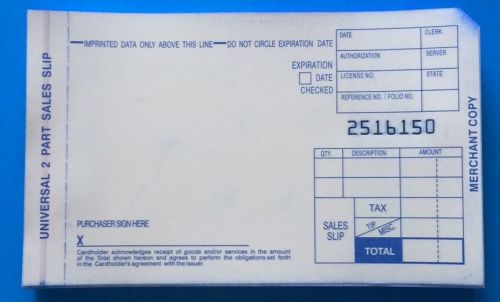 UNIVERSAL 2 PART SALES SLIP
IMPRINTED DATA ONLY ABOVE THIS LINE — DO NOT CIRCLE EXPIRATION DATE
EXPIRATION
DATE
CHECKED
DATE CLERK
AUTHORIZATION SERVER
LICENSE NO. STATE
REFERENCE NO. / FOLIO NO.
2516150
QTY. DESCRIPTION AMOUNT
SALES
SLIP
TAX
TIP MISC.
TOTAL
PURCHASER SIGN HERE
X
Cardholder acknowledges receipt of goods and/or services in the amount
of the Total shown hereon and agrees to perform the obligations set forth
in the Cardholder's agreement with the issuer.
MERCHANT COPY